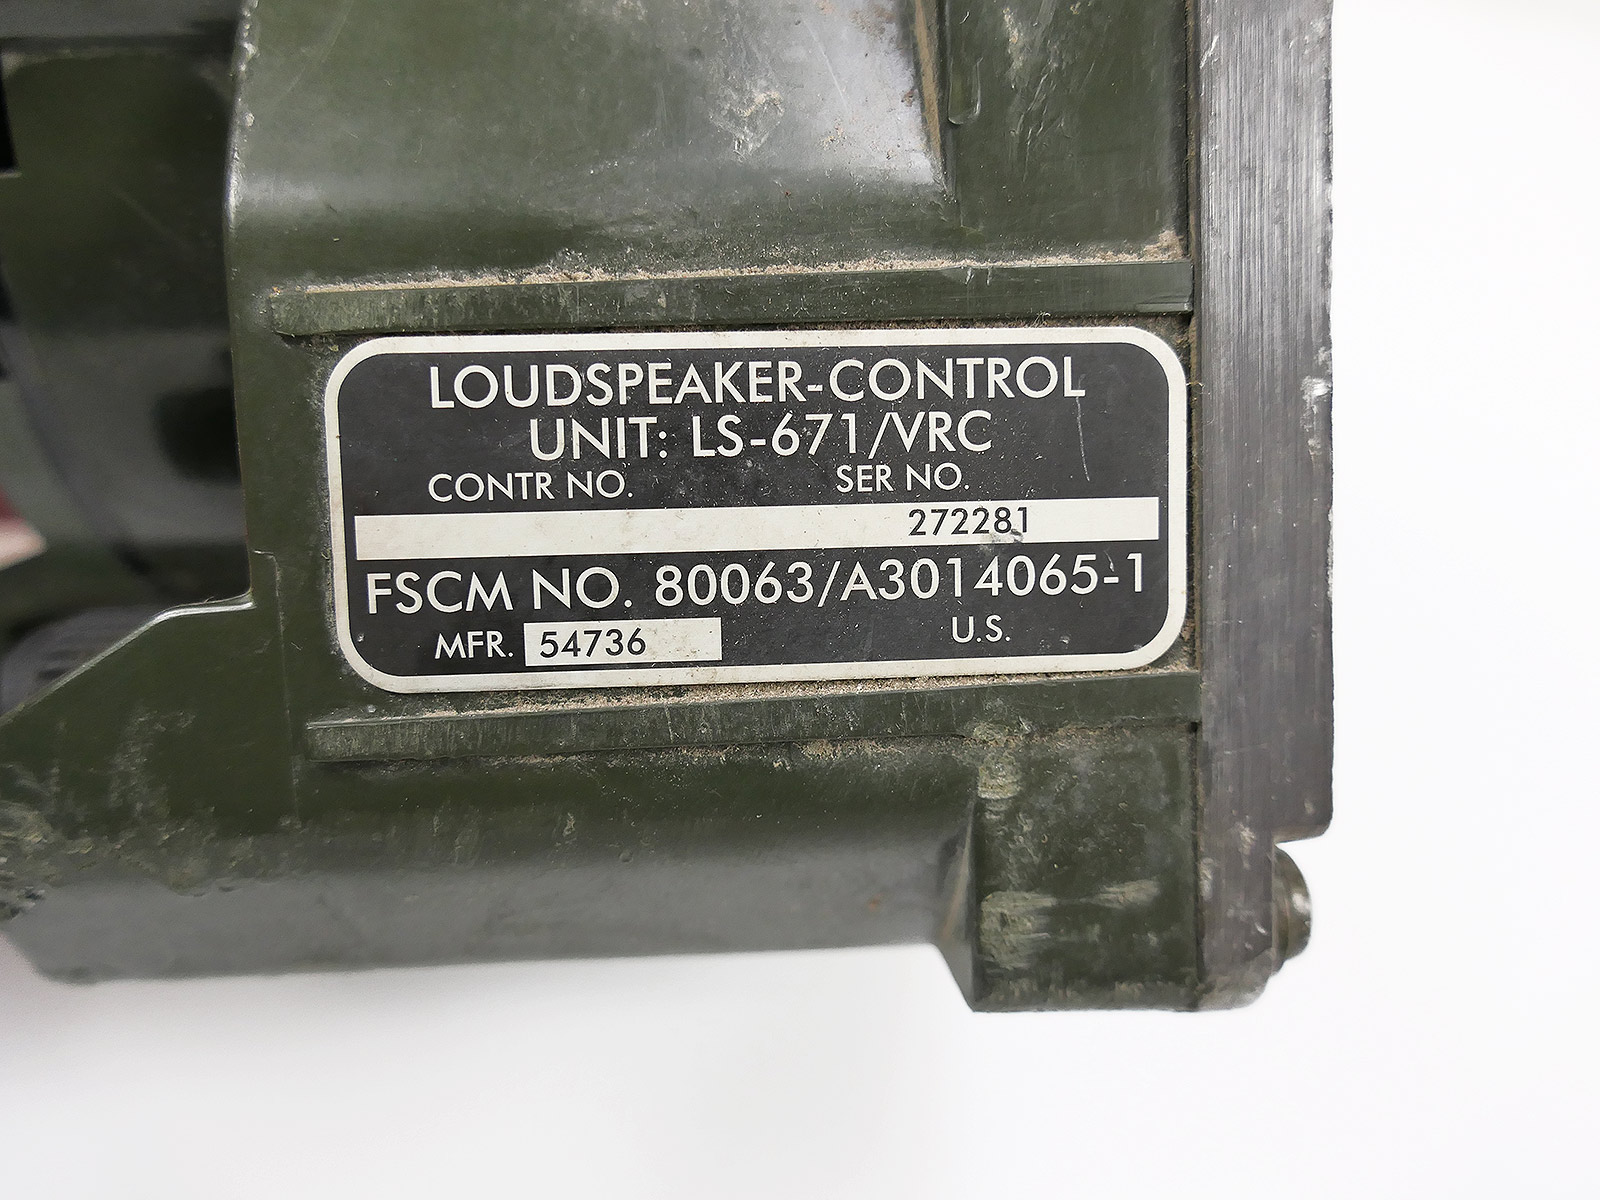 LOUDSPEAKER-CONTROL
UNIT: LS-671/VRC
CONTR NO. SER NO.
272281
FSCM NO. 80063/A3014065-1
MFR. 54736 U.S.